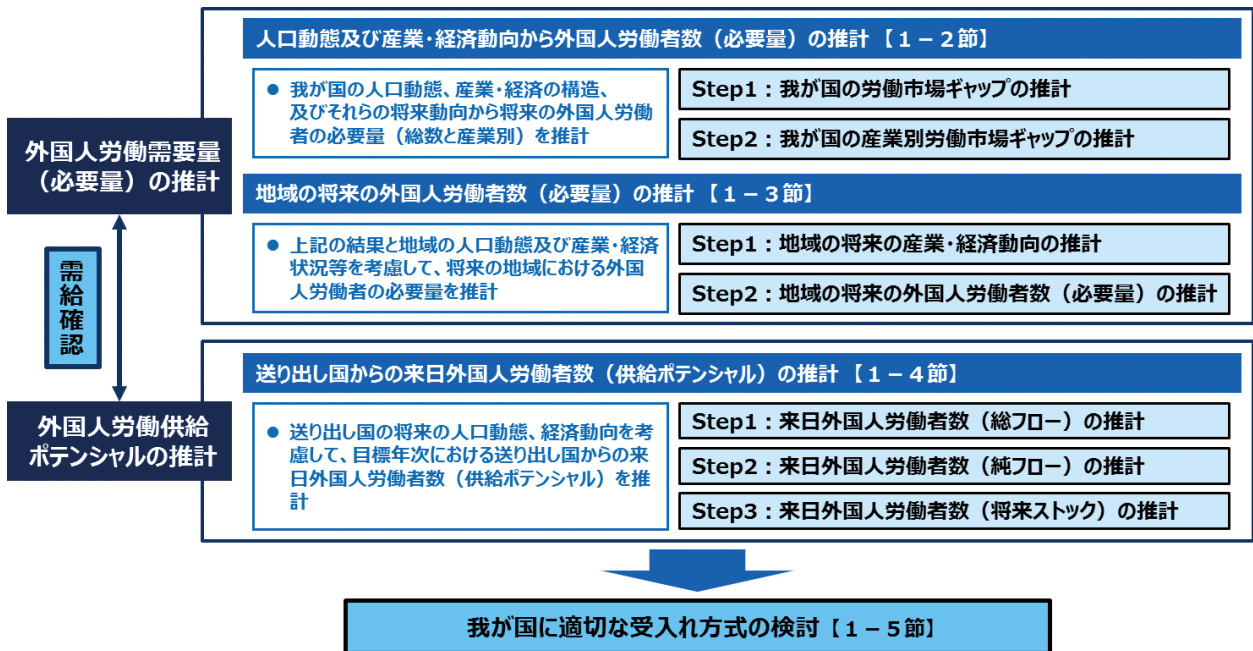 人口動態及び産業・経済動向から外国人労働者数（必要量）の推計【１－２節】
● 我が国の人口動態、産業・経済の構造、
及びそれらの将来動向から将来の外国人労働
者の必要量（総数と産業別）を推計
Step1：我が国の労働市場ギャップの推計
Step2：我が国の産業別労働市場ギャップの推計
外国人労働需要量
（必要量）の推計
地域の将来の外国人労働者数（必要量）の推計【１－３節】
● 上記の結果と地域の人口動態及び産業・経済
状況等を考慮して、将来の地域における外国
人労働者の必要量を推計
Step1：地域の将来の産業・経済動向の推計
Step2：地域の将来の外国人労働者数（必要量）の推計
需給確認
送り出し国からの来日外国人労働者数（供給ポテンシャル）の推計【１－４節】
外国人労働供給
ポテンシャルの推計
● 送り出し国の将来の人口動態、経済動向を考
慮して、目標年次における送り出し国からの来
日外国人労働者数（供給ポテンシャル）を推
計
Step1：来日外国人労働者数（総フロー）の推計
Step2：来日外国人労働者数（純フロー）の推計
Step3：来日外国人労働者数（将来ストック）の推計
我が国に適切な受入れ方式の検討【１－５節】